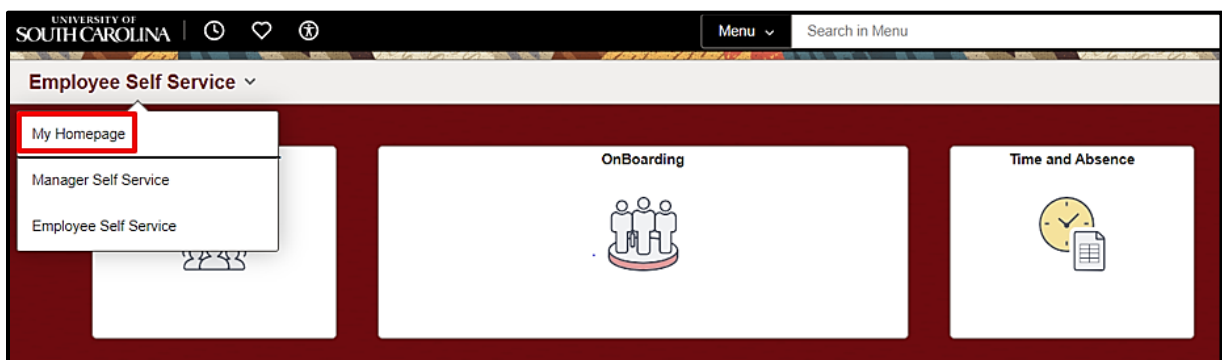 UNIVERSITY OF
SOUTH CAROLINA
Menu
Search in Menu
Employee Self Service
My Homepage
Manager Self Service
Employee Self Service
OnBoarding
Time and Absence